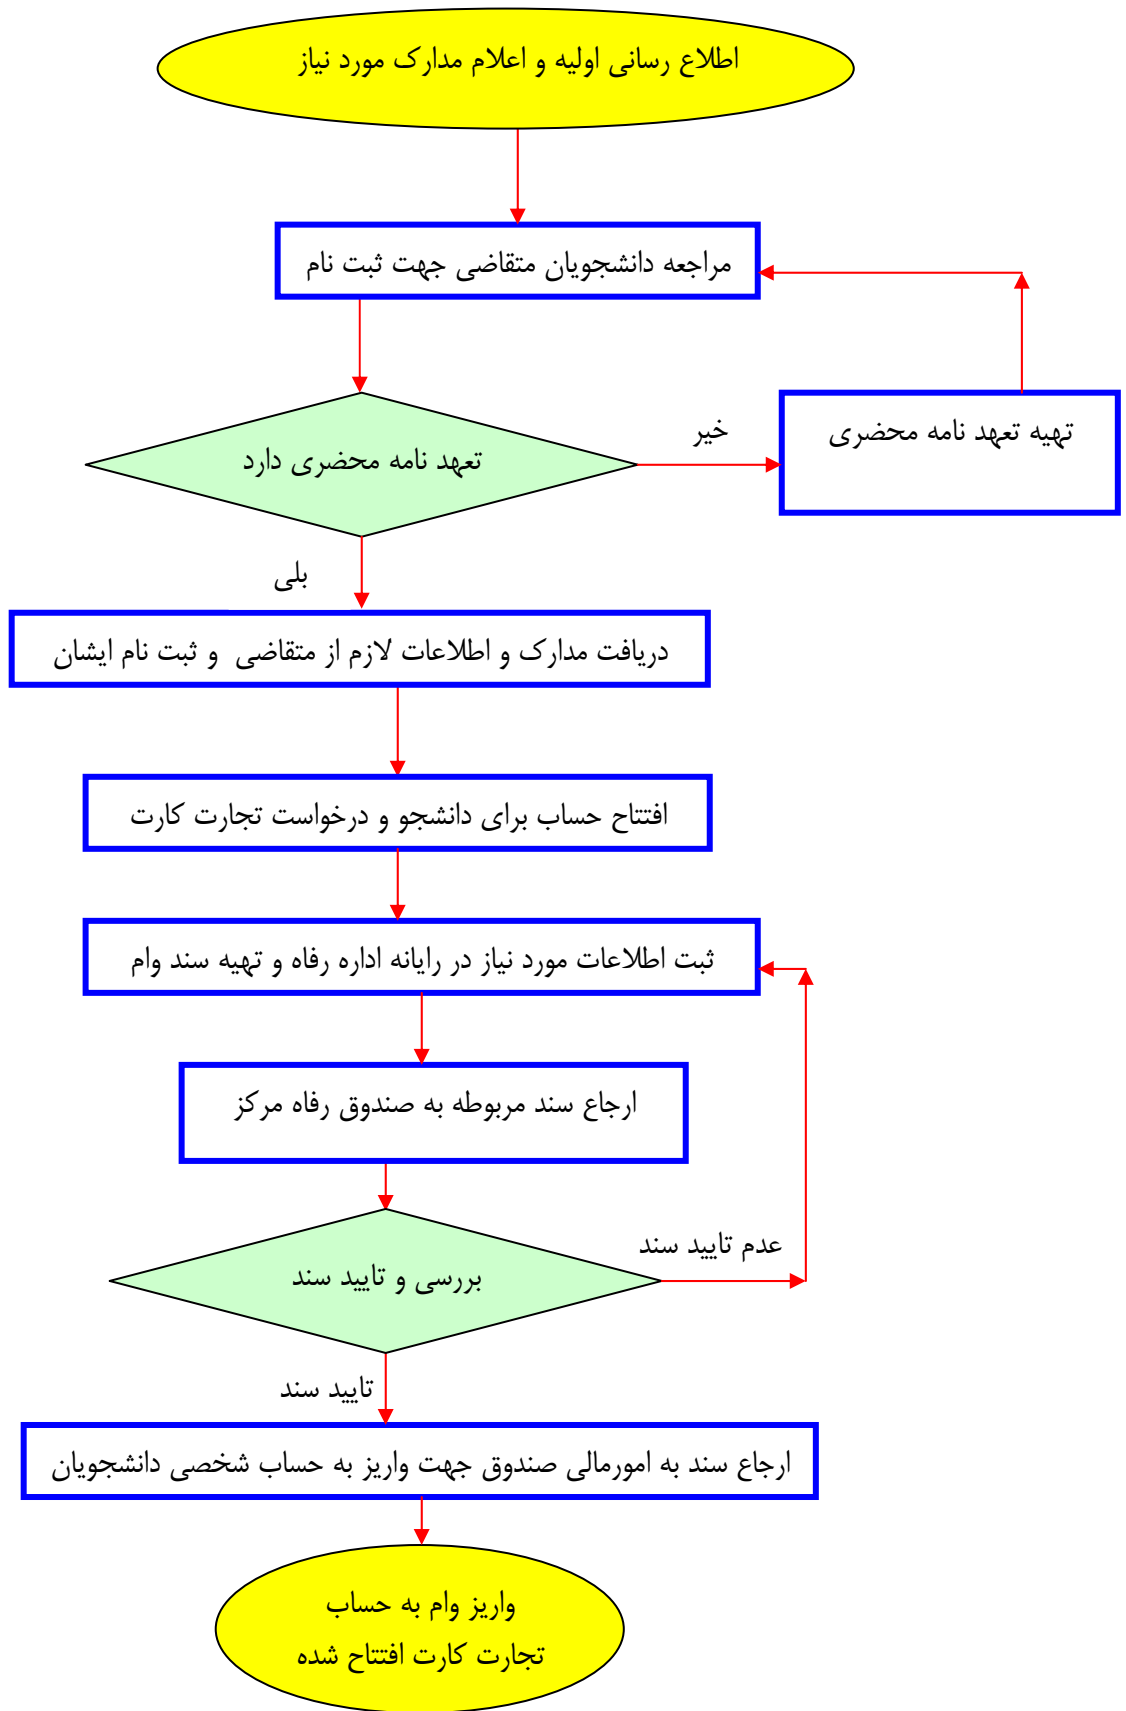 اطلاع رسانی اولیه و اعلام مدارک مورد نیاز
مراجعه دانشجویان متقاضی جهت ثبت نام
تعهد نامه محضری دارد
خیر
تهیه تعهد نامه محضری
بلی
دریافت مدارک و اطلاعات لازم از متقاضی و ثبت نام ایشان
افتتاح حساب برای دانشجو و درخواست تجارت کارت
ثبت اطلاعات مورد نیاز در رایانه اداره رفاه و تهیه سند وام
ارجاع سند مربوطه به صندوق رفاه مرکز
بررسی و تایید سند
عدم تایید سند
تایید سند
ارجاع سند به امورمالی صندوق جهت واریز به حساب شخصی دانشجویان
واریز وام به حساب
تجارت کارت افتتاح شده